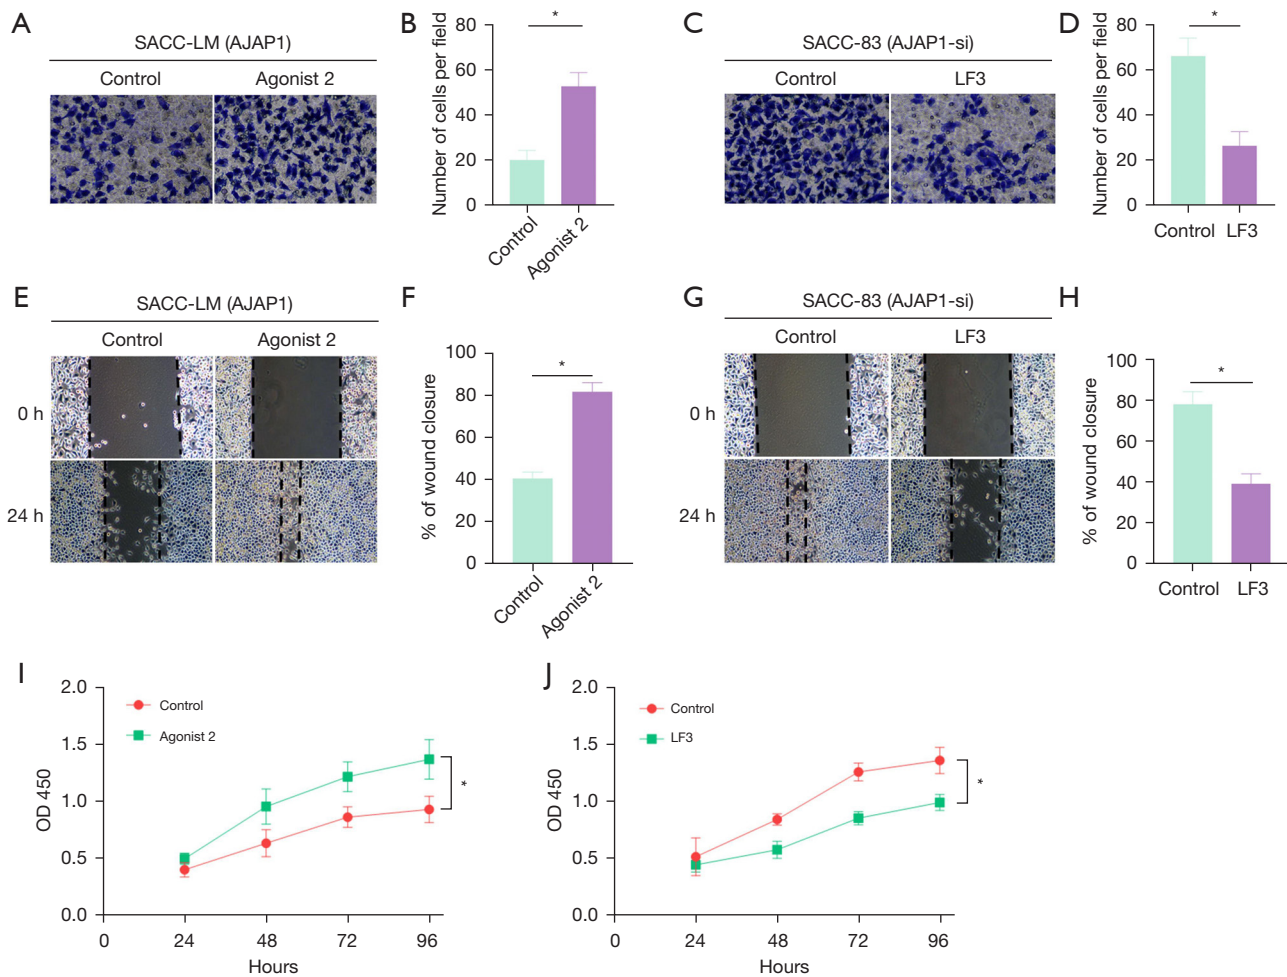 A
SACC-LM (AJAP1)
Control Agonist 2
B
Number of cells per field
80
60
40
20
0
*
Control Agonist 2
C
SACC-83 (AJAP1-si)
Control LF3
D
Number of cells per field
80
60
40
20
0
*
Control LF3
E
SACC-LM (AJAP1)
Control Agonist 2
0 h
24 h
F
% of wound closure
100
80
60
40
20
0
*
Control Agonist 2
G
SACC-83 (AJAP1-si)
Control LF3
0 h
24 h
H
% of wound closure
100
80
60
40
20
0
*
Control LF3
I
OD 450
2.0
1.5
1.0
0.5
0.0
Control
Agonist 2
*
0 24 48 72 96
Hours
J
OD 450
2.0
1.5
1.0
0.5
0.0
Control
LF3
*
0 24 48 72 96
Hours